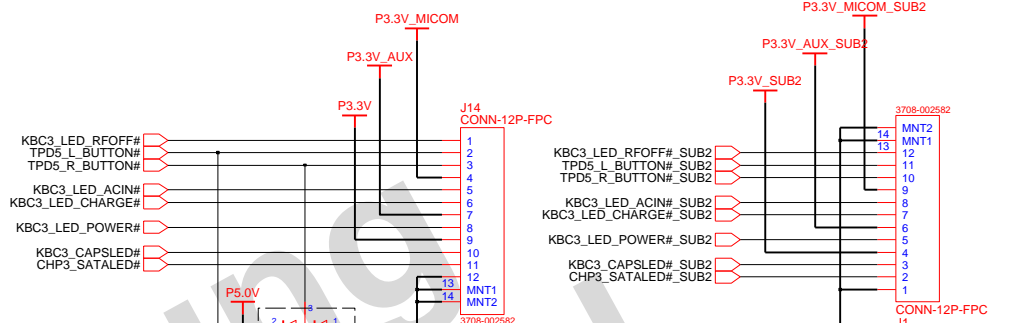 P3.3V_MICOM
P3.3V_AUX
P3.3V
J14
CONN-12P-FPC
KBC3_LED_RFOFF#
TPD5_L_BUTTON#
TPD5_R_BUTTON#
KBC3_LED_ACIN#
KBC3_LED_CHARGE#
KBC3_LED_POWER#
KBC3_CAPSLED#
CHP3_SATALED#
1
2
3
4
5
6
7
8
9
10
11
12
13 MNT1
14 MNT2
3708-002582
P5.0V
3
2 1
P3.3V_MICOM_SUB2
P3.3V_AUX_SUB2
P3.3V_SUB2
3708-002582
KBC3_LED_RFOFF#_SUB2
TPD5_L_BUTTON#_SUB2
TPD5_R_BUTTON#_SUB2
KBC3_LED_ACIN#_SUB2
KBC3_LED_CHARGE#_SUB2
KBC3_LED_POWER#_SUB2
KBC3_CAPSLED#_SUB2
CHP3_SATALED#_SUB2
14 MNT2
13 MNT1
12
11
10
9
8
7
6
5
4
3
2
1
CONN-12P-FPC
J1